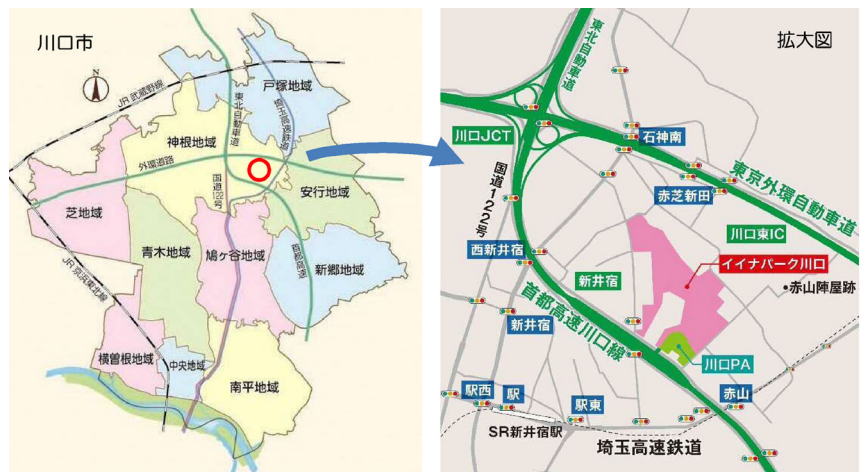 川口市
N
JR 武蔵野線
東北自動車道
埼玉高速鉄道
戸塚地域
神根地域
外環道路
国道122号
安行地域
芝地域
青木地域
鳩ヶ谷地域
首都高速
新郷地域
JR 京浜東北線
横曽根地域
中央地域
南平地域
拡大図
東北自動車道
川口JCT
石神南
東京外環自動車道
国道122号
赤芝新田
川口東IC
西新井宿
新井宿
イイナパーク川口
•赤山陣屋跡
首都高速川口線
新井宿
川口PA
駅西
駅
駅東
赤山
SR新井宿駅
埼玉高速鉄道